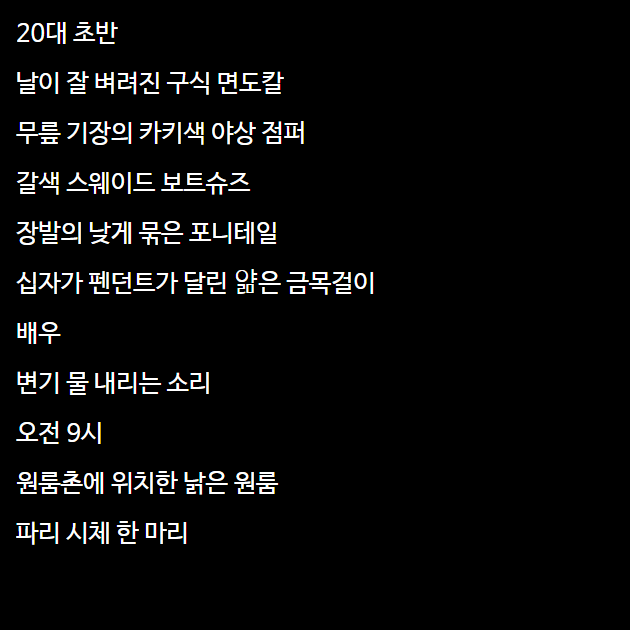 20대 초반
날이 잘 벼려진 구식 면도칼
무릎 기장의 카키색 야상 점퍼
갈색 스웨이드 보트슈즈
장발의 낮게 묶은 포니테일
십자가 펜던트가 달린 얇은 금목걸이
배우
변기 물 내리는 소리
오전 9시
원룸촌에 위치한 낡은 원룸
파리 시체 한 마리